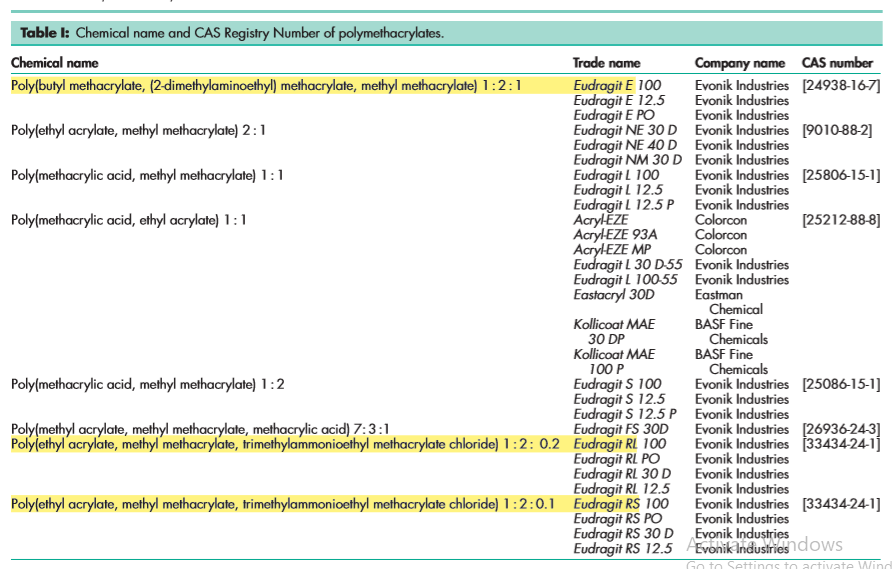 Table I: Chemical name and CAS Registry Number of polymethacrylates.
Chemical name Trade name Company name CAS number
Poly(butyl methacrylate, (2-dimethylaminoethyl) methacrylate, methyl methacrylate) 1 : 2 : 1 Eudragit E 100 Evonik Industries [24938-16-7]
Eudragit E 12.5 Evonik Industries
Eudragit E PO Evonik Industries
Poly(ethyl acrylate, methyl methacrylate) 2 : 1 Eudragit NE 30 D Evonik Industries [9010-88-2]
Eudragit NE 40 D Evonik Industries
Eudragit NM 30 D Evonik Industries
Poly(methacrylic acid, methyl methacrylate) 1 : 1 Eudragit L 100 Evonik Industries [25806-15-1]
Eudragit L 12.5 Evonik Industries
Eudragit L 12.5 P Evonik Industries
Poly(methacrylic acid, ethyl acrylate) 1 : 1 Acryl-EZE Colorcon [25212-88-8]
Acryl-EZE 93A Colorcon
Acryl-EZE MP Colorcon
Eudragit L 30 D-55 Evonik Industries
Eudragit L 100-55 Evonik Industries
Eastacryl 30D Eastman
Chemical
Kollicoat MAE BASF Fine
30 DP Chemicals
Kollicoat MAE BASF Fine
100 P Chemicals
Poly(methacrylic acid, methyl methacrylate) 1 : 2 Eudragit S 100 Evonik Industries [25086-15-1]
Eudragit S 12.5 Evonik Industries
Eudragit S 12.5 P Evonik Industries
Poly(methyl acrylate, methyl methacrylate, methacrylic acid) 7 : 3 : 1 Eudragit FS 30D Evonik Industries [26936-24-3]
Poly(ethyl acrylate, methyl methacrylate, trimethylammonioethyl methacrylate chloride) 1 : 2 : 0.2 Eudragit RL 100 Evonik Industries [33434-24-1]
Eudragit RL PO Evonik Industries
Eudragit RL 30 D Evonik Industries
Eudragit RL 12.5 Evonik Industries
Poly(ethyl acrylate, methyl methacrylate, trimethylammonioethyl methacrylate chloride) 1 : 2 : 0.1 Eudragit RS 100 Evonik Industries [33434-24-1]
Eudragit RS PO Evonik Industries
Eudragit RS 30 D Evonik Industries
Eudragit RS 12.5 Evonik Industries
Activate Windows
Go to Settings to activate Wind